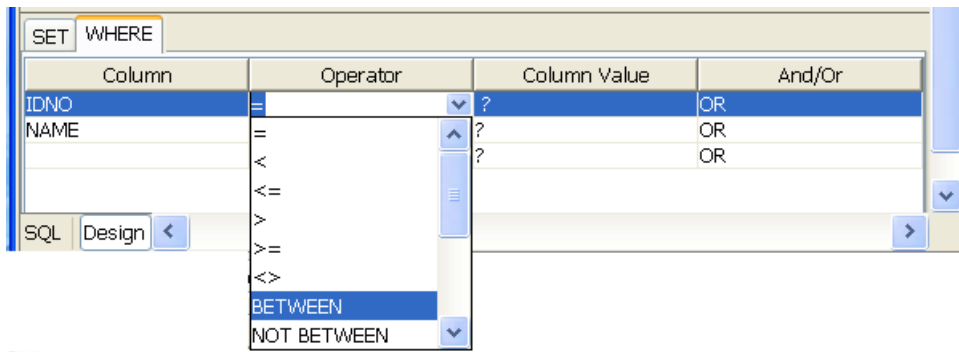 SET WHERE
Column Operator Column Value And/Or
IDNO = ? OR
NAME = ? OR
< ? OR
<=
>
SQL Design >=
<>
BETWEEN
NOT BETWEEN